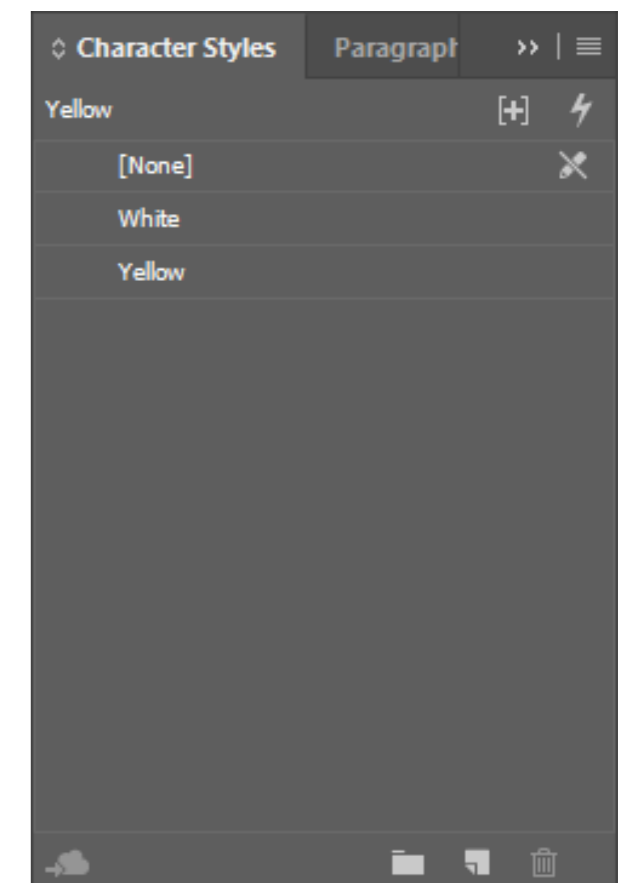 Character Styles Paragraph
Yellow
[None]
White
Yellow